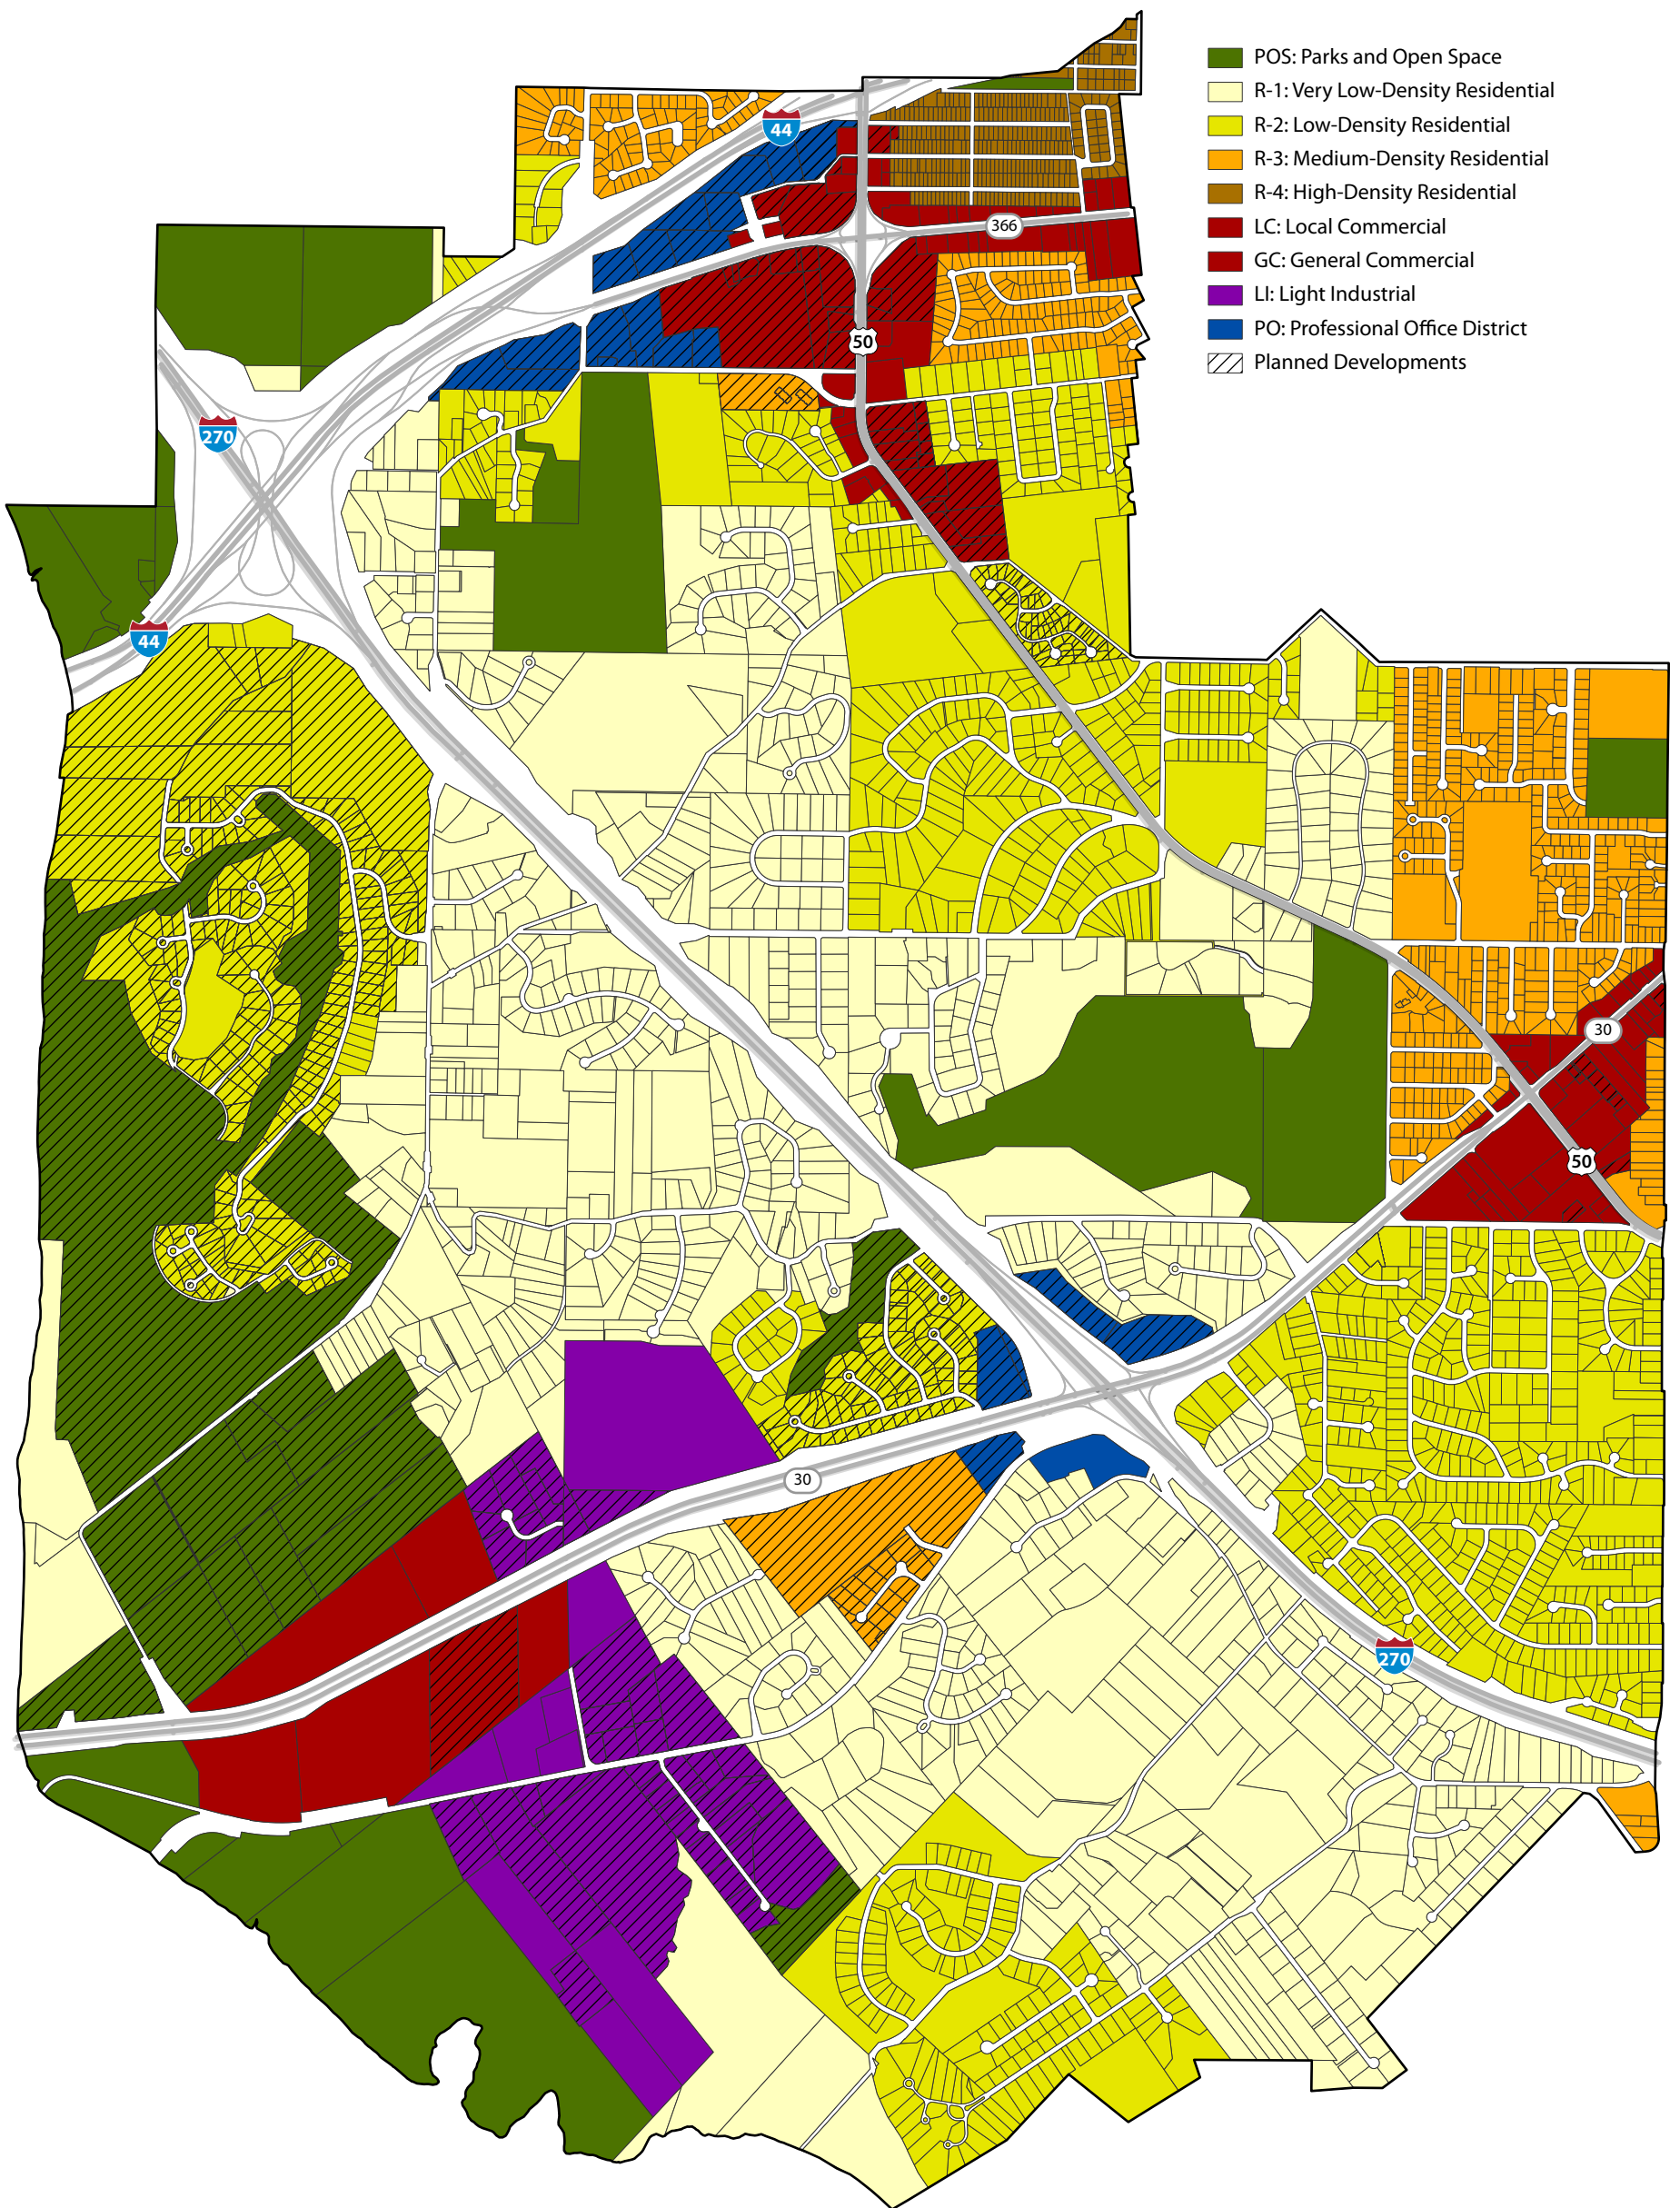 POS: Parks and Open Space
R-1: Very Low-Density Residential
R-2: Low-Density Residential
R-3: Medium-Density Residential
R-4: High-Density Residential
LC: Local Commercial
GC: General Commercial
LI: Light Industrial
PO: Professional Office District
Planned Developments
44
366
50
270
44
30
50
30
270